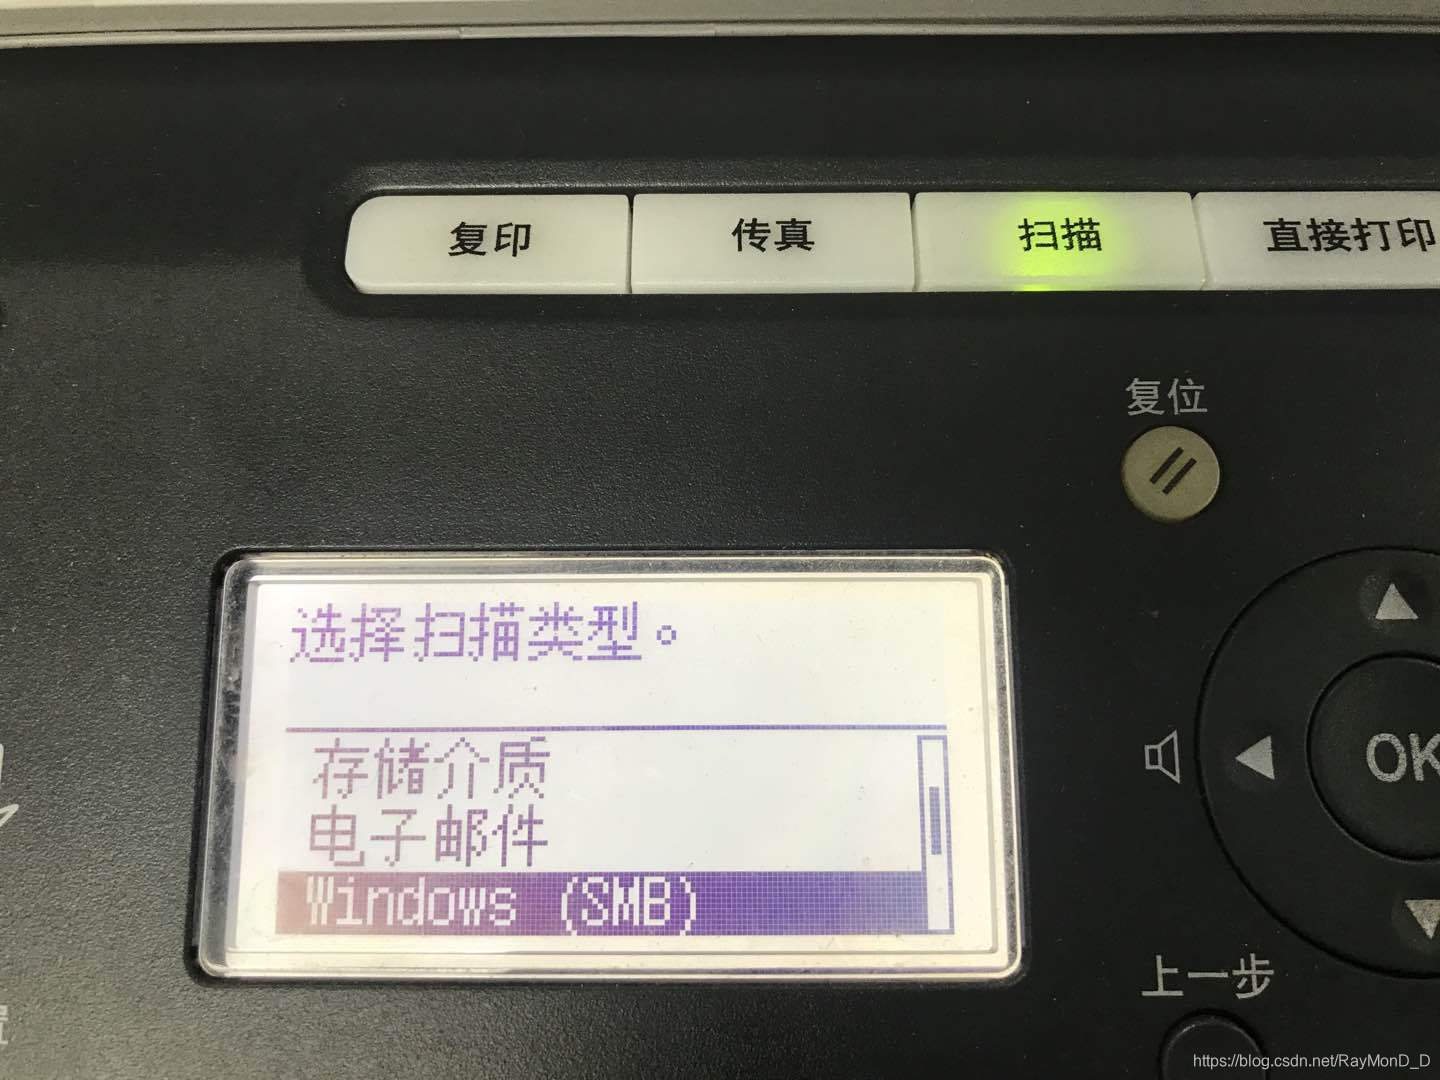 复印 传真 扫描 直接打印
复位
选择扫描类型。
存储介质
电子邮件
Windows (SMB)
OK
上一步
https://blog.csdn.net/RayMonD_D